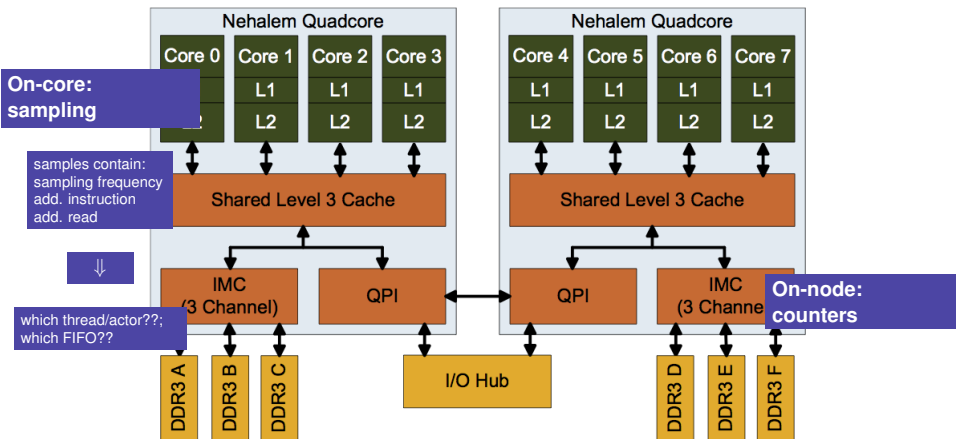 Nehalem Quadcore
Core 0
Core 1
Core 2
Core 3
L1
L1
L1
L2
L2
L2
L2
On-core:
sampling
samples contain:
sampling frequency
add. instruction
add. read
⇓
which thread/actor??;
which FIFO??
Shared Level 3 Cache
IMC
(3 Channel)
QPI
DDR3 A
DDR3 B
DDR3 C
I/O Hub
Nehalem Quadcore
Core 4
Core 5
Core 6
Core 7
L1
L1
L1
L1
L2
L2
L2
L2
Shared Level 3 Cache
QPI
IMC
(3 Channel)
On-node:
counters
DDR3 D
DDR3 E
DDR3 F